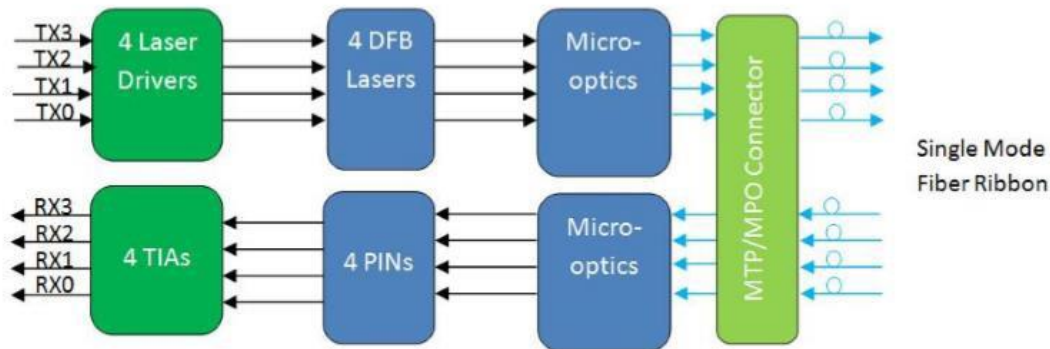 TX3
TX2
TX1
TX0
4 Laser
Drivers
4 DFB
Lasers
Micro-
optics
MTP/MPO Connector
Single Mode
Fiber Ribbon
RX3
RX2
RX1
RX0
4 TIAs
4 PINs
Micro-
optics